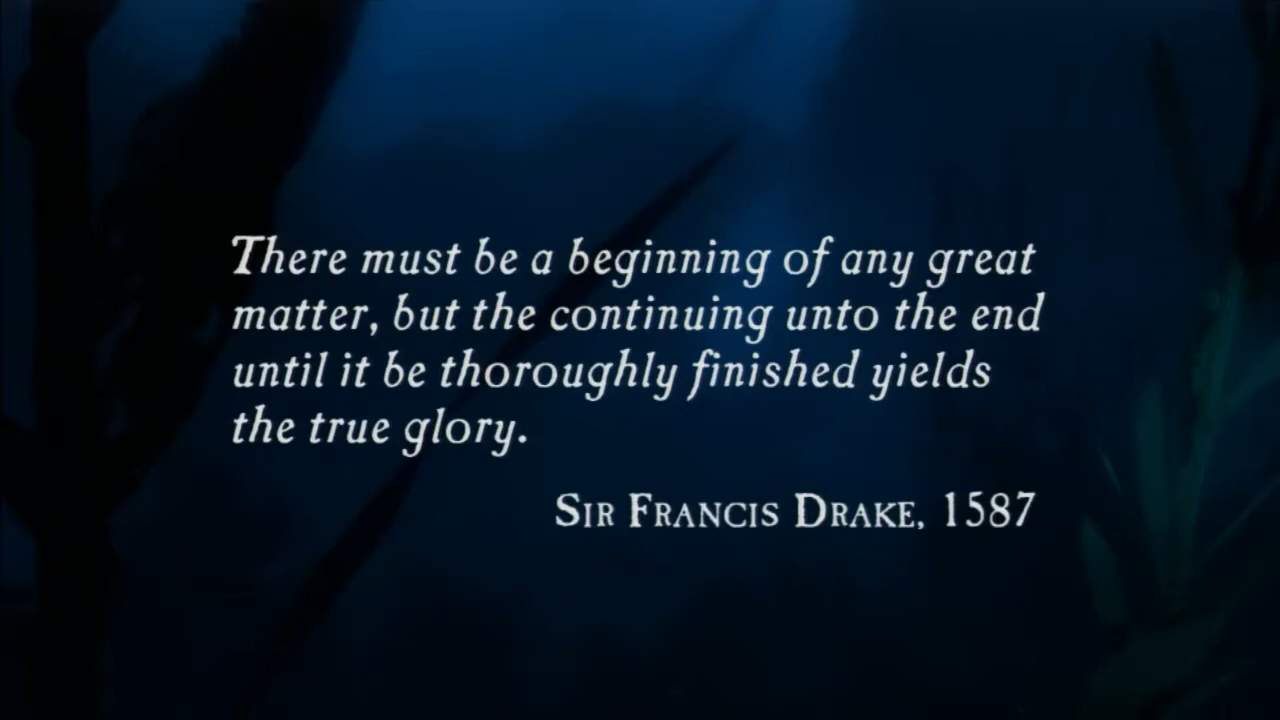 There must be a beginning of any great
matter, but the continuing unto the end
until it be thoroughly finished yields
the true glory.
Sir Francis Drake, 1587